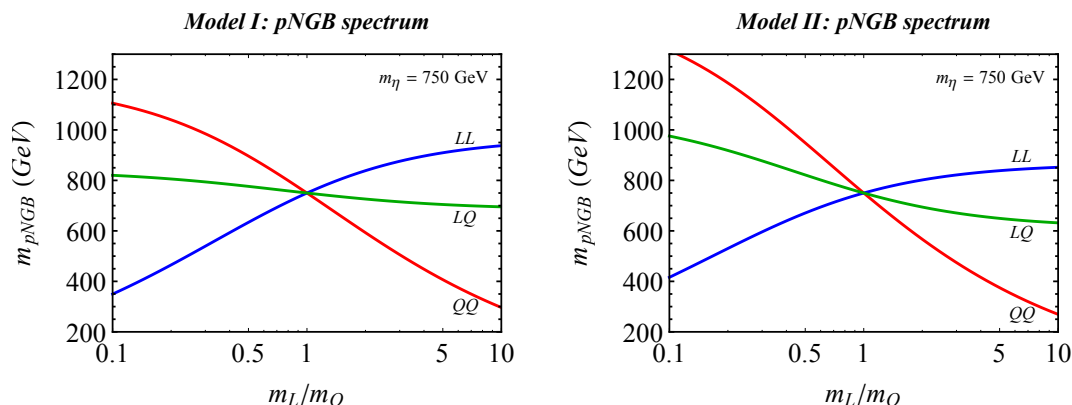 Model I: pNGB spectrum
m_η = 750 GeV
LL
LQ
QQ
1200
1000
800
600
400
200
0.1
0.5
1
5
10
m_pNGB (GeV)
m_L/m_Q
Model II: pNGB spectrum
m_η = 750 GeV
LL
LQ
QQ
1200
1000
800
600
400
200
0.1
0.5
1
5
10
m_pNGB (GeV)
m_L/m_Q